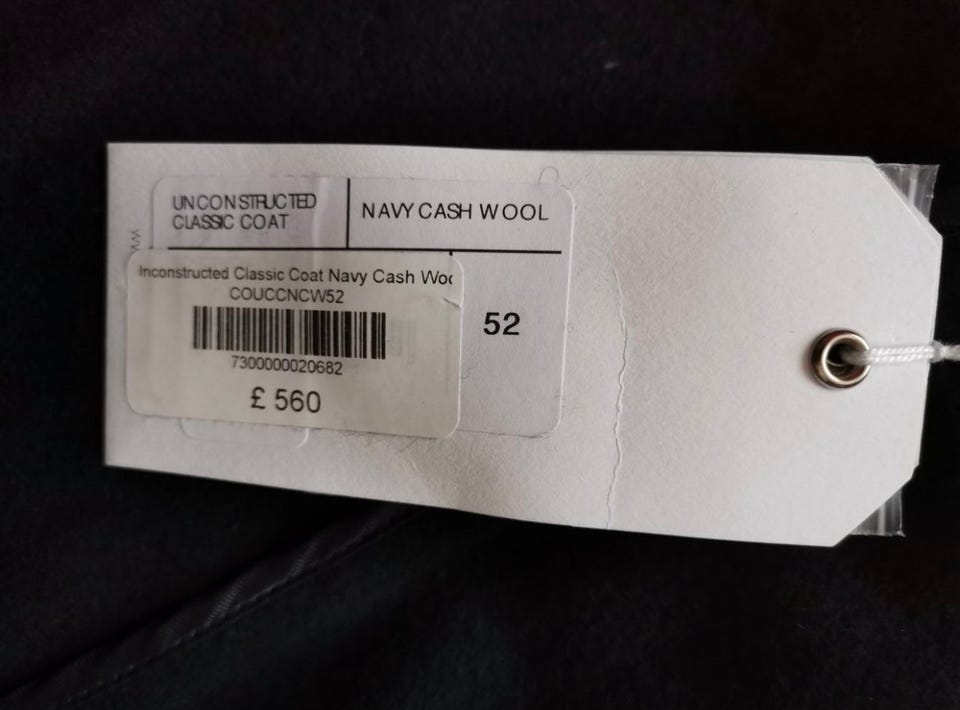 UNCONSTRUCTED
CLASSIC COAT
NAVY CASH WOOL
Inconstructed Classic Coat Navy Cash Woo
COUCCNCW52
7300000020682
£ 560
52